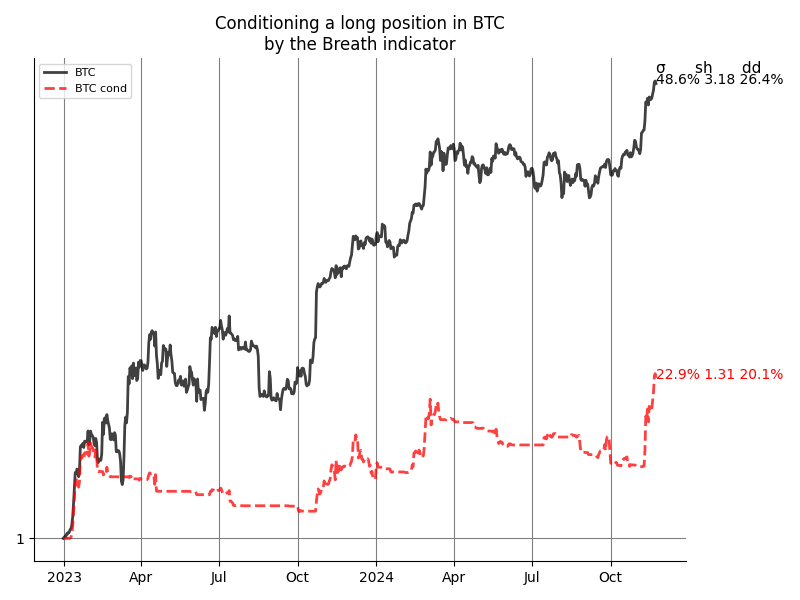 Conditioning a long position in BTC
by the Breath indicator
BTC
BTC cond
σ sh dd
48.6% 3.18 26.4%
22.9% 1.31 20.1%
1
2023 Apr Jul Oct 2024 Apr Jul Oct